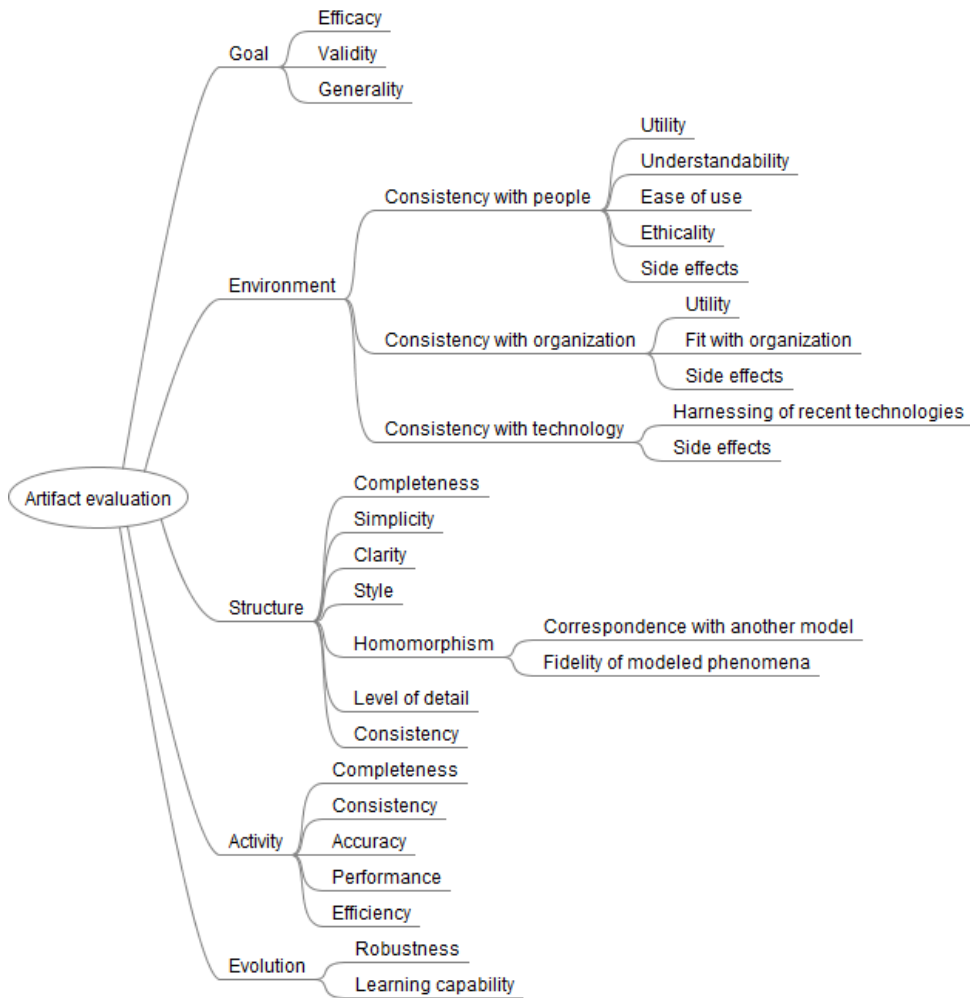 Artifact evaluation
Goal
Efficacy
Validity
Generality
Environment
Consistency with people
Utility
Understandability
Ease of use
Ethicality
Side effects
Consistency with organization
Utility
Fit with organization
Side effects
Consistency with technology
Harnessing of recent technologies
Side effects
Structure
Completeness
Simplicity
Clarity
Style
Homomorphism
Correspondence with another model
Fidelity of modeled phenomena
Level of detail
Consistency
Activity
Completeness
Consistency
Accuracy
Performance
Efficiency
Evolution
Robustness
Learning capability